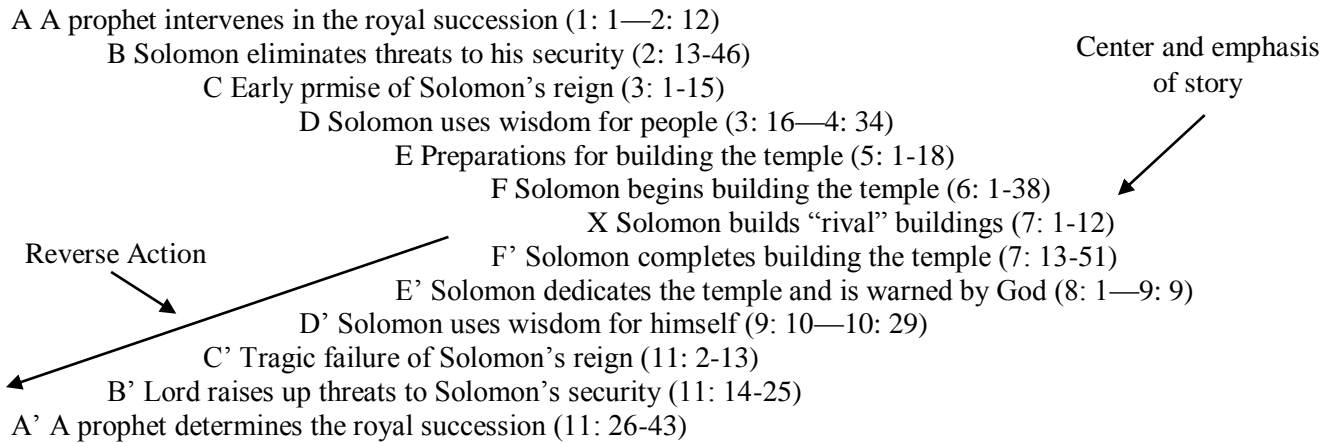 A A prophet intervenes in the royal succession (1: 1—2: 12)
B Solomon eliminates threats to his security (2: 13-46)
Center and emphasis
of story
C Early prmise of Solomon’s reign (3: 1-15)
D Solomon uses wisdom for people (3: 16—4: 34)
E Preparations for building the temple (5: 1-18)
F Solomon begins building the temple (6: 1-38)
X Solomon builds “rival” buildings (7: 1-12)
Reverse Action
F’ Solomon completes building the temple (7: 13-51)
E’ Solomon dedicates the temple and is warned by God (8: 1—9: 9)
D’ Solomon uses wisdom for himself (9: 10—10: 29)
C’ Tragic failure of Solomon’s reign (11: 2-13)
B’ Lord raises up threats to Solomon’s security (11: 14-25)
A’ A prophet determines the royal succession (11: 26-43)